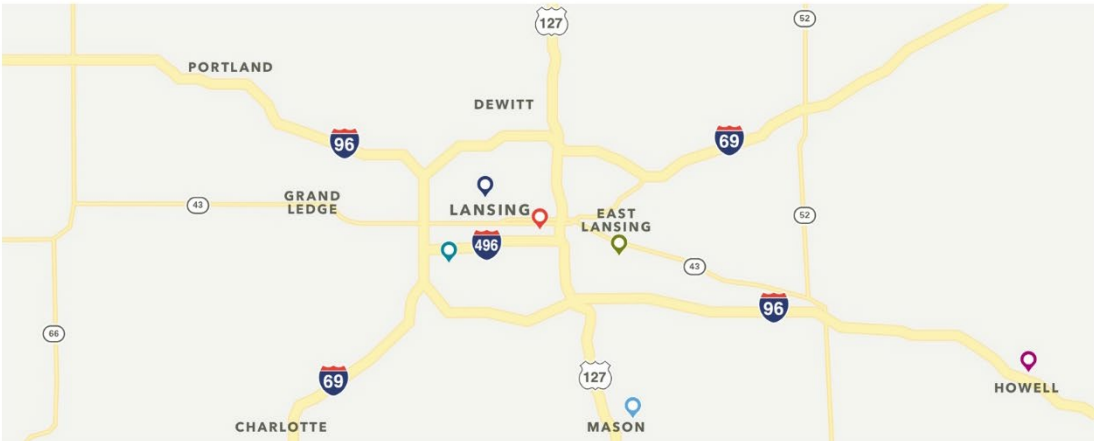 127
52
PORTLAND
DEWITT
96
69
GRAND
LEDGE
43
LANSING
EAST
LANSING
52
496
43
96
66
HOWELL
69
127
CHARLOTTE
MASON